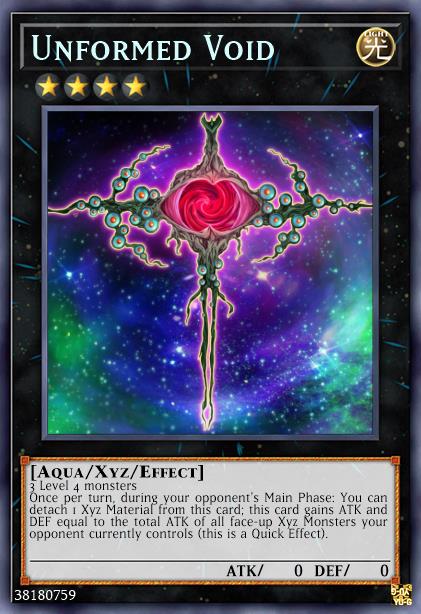 Unformed Void
LIGHT
光
[Aqua/Xyz/Effect]
3 Level 4 monsters
Once per turn, during your opponent's Main Phase: You can
detach 1 Xyz Material from this card; this card gains ATK and
DEF equal to the total ATK of all face-up Xyz Monsters your
opponent currently controls (this is a Quick Effect).
ATK/ 0 DEF/ 0
38180759